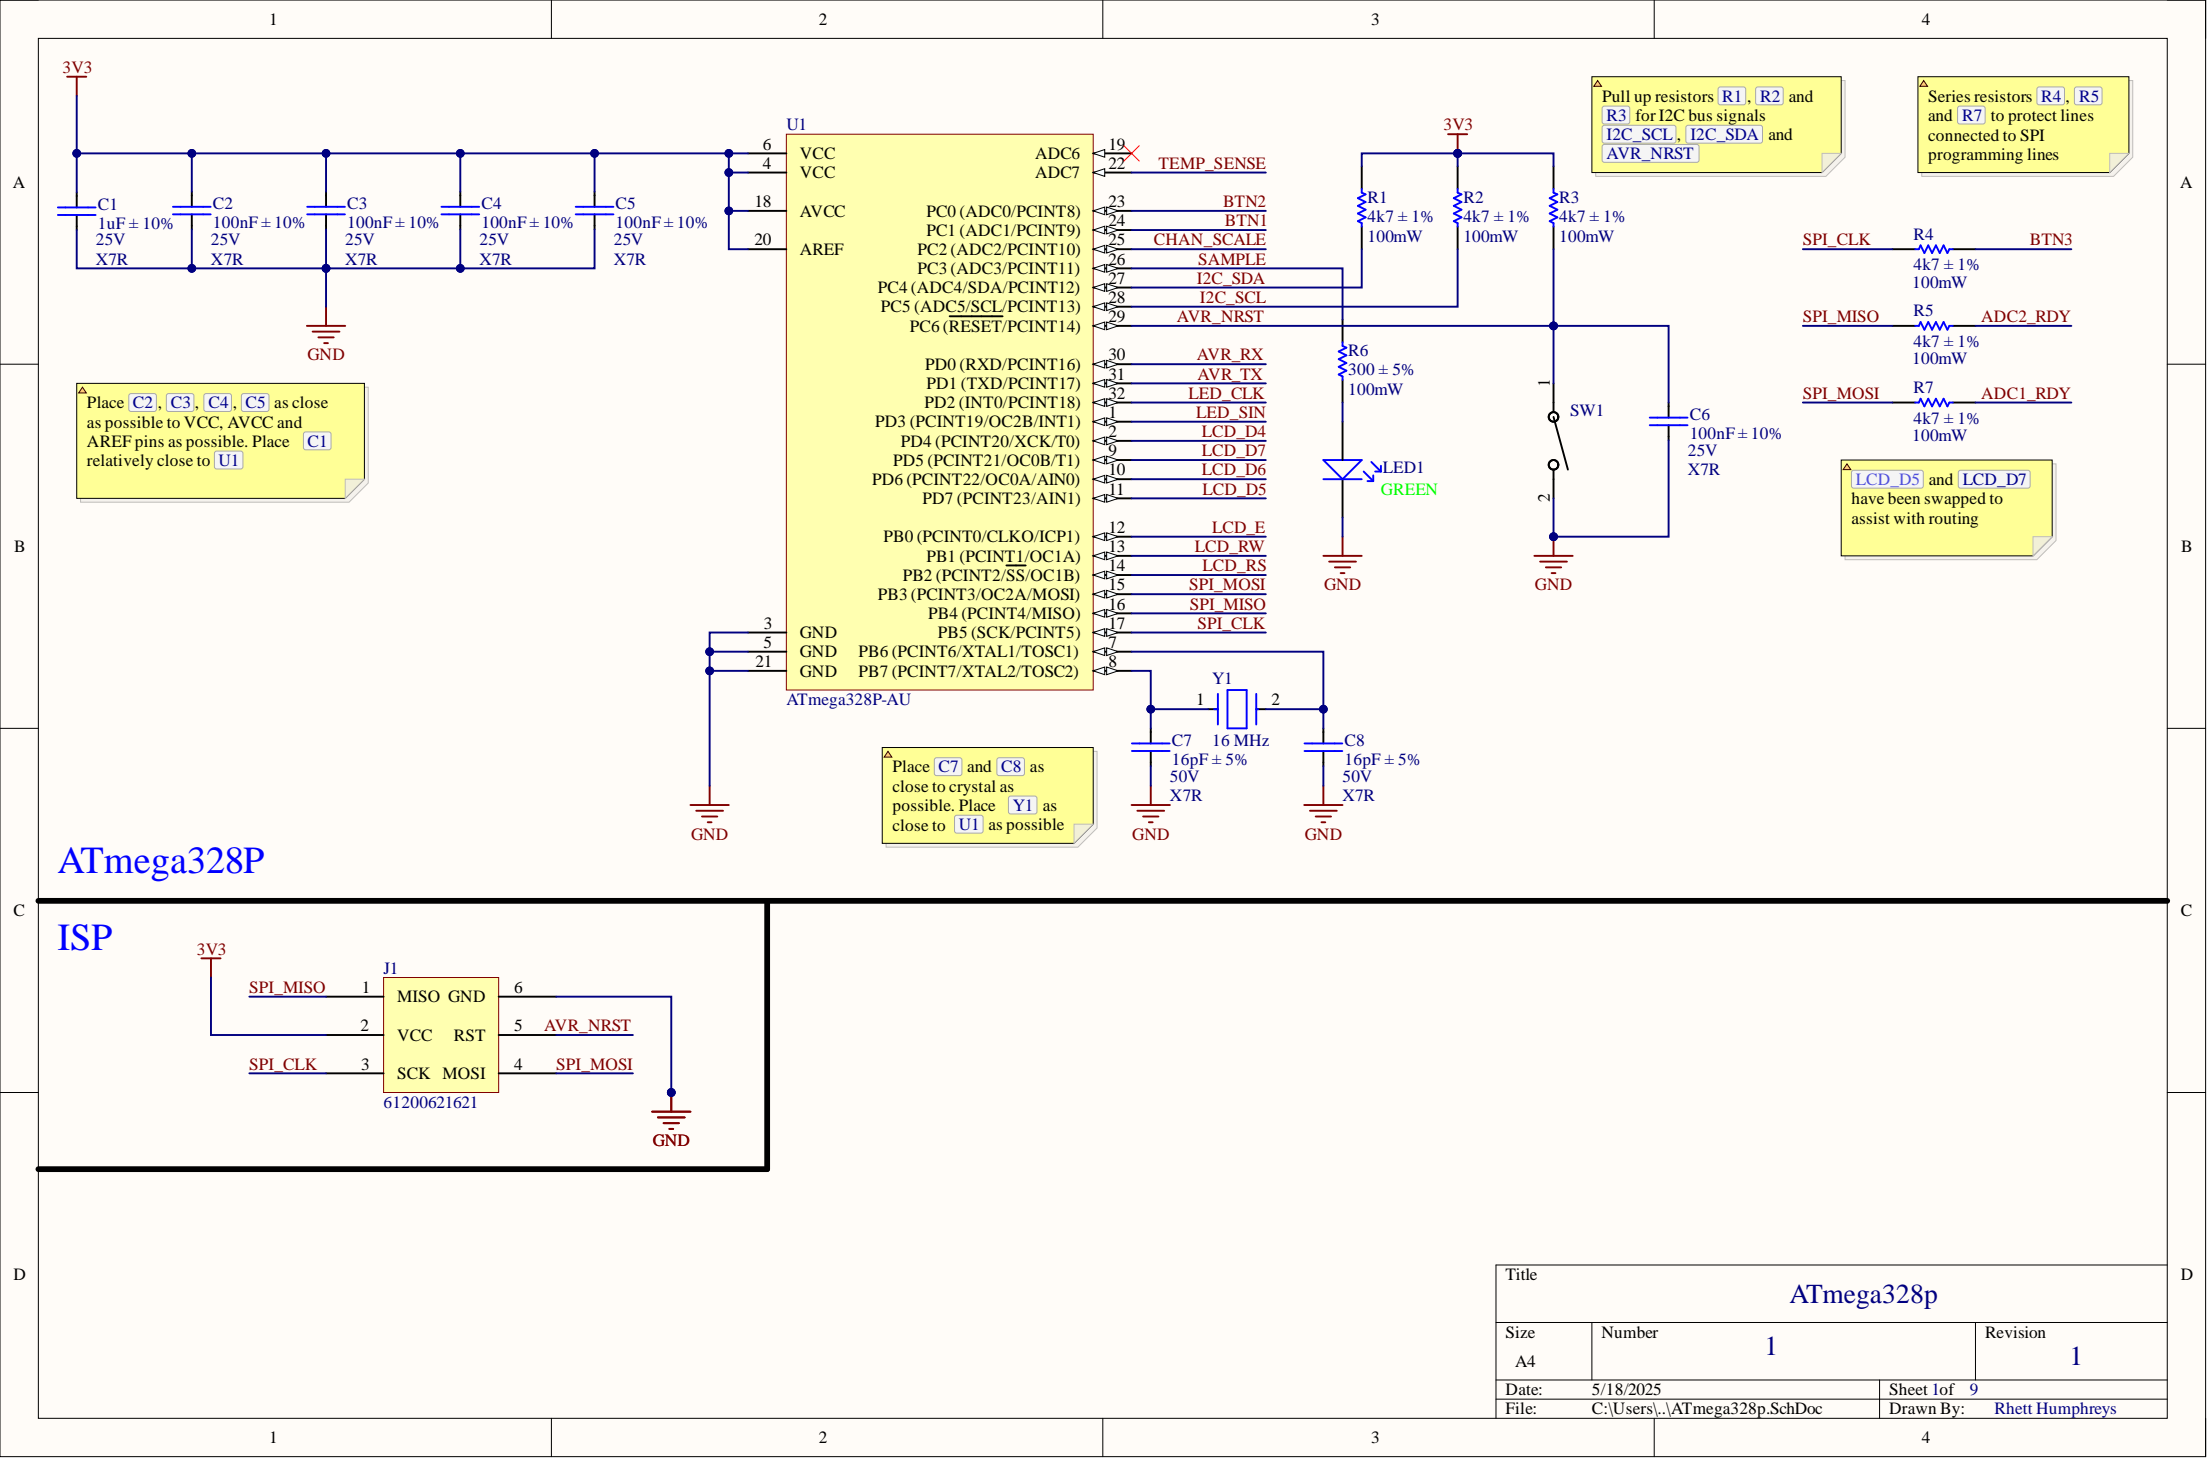 1
2
3
4
A
A
B
B
C
C
D
D
3V3
C1
1uF ± 10%
25V
X7R
C2
100nF ± 10%
25V
X7R
C3
100nF ± 10%
25V
X7R
C4
100nF ± 10%
25V
X7R
C5
100nF ± 10%
25V
X7R
GND
Place C2, C3, C4, C5 as close
as possible to VCC, AVCC and
AREF pins as possible. Place C1
relatively close to U1
U1
6 VCC
4 VCC
18 AVCC
20 AREF
3 GND
5 GND
21 GND
GND
ADC6 19
ADC7 22 TEMP_SENSE
PC0 (ADC0/PCINT8) 23 BTN2
PC1 (ADC1/PCINT9) 24 BTN1
PC2 (ADC2/PCINT10) 25 CHAN_SCALE
PC3 (ADC3/PCINT11) 26 SAMPLE
PC4 (ADC4/SDA/PCINT12) 27 I2C_SDA
PC5 (ADC5/SCL/PCINT13) 28 I2C_SCL
PC6 (RESET/PCINT14) 29 AVR_NRST
PD0 (RXD/PCINT16) 30 AVR_RX
PD1 (TXD/PCINT17) 31 AVR_TX
PD2 (INT0/PCINT18) 32 LED_CLK
PD3 (PCINT19/OC2B/INT1) 1 LED_SIN
PD4 (PCINT20/XCK/T0) 2 LCD_D4
PD5 (PCINT21/OC0B/T1) 9 LCD_D7
PD6 (PCINT22/OC0A/AIN0) 10 LCD_D6
PD7 (PCINT23/AIN1) 11 LCD_D5
PB0 (PCINT0/CLKO/ICP1) 12 LCD_E
PB1 (PCINT1/OC1A) 13 LCD_RW
PB2 (PCINT2/SS/OC1B) 14 LCD_RS
PB3 (PCINT3/OC2A/MOSI) 15 SPI_MOSI
PB4 (PCINT4/MISO) 16 SPI_MISO
PB5 (SCK/PCINT5) 17 SPI_CLK
PB6 (PCINT6/XTAL1/TOSC1) 7
PB7 (PCINT7/XTAL2/TOSC2) 8
ATmega328P-AU
Y1
1 2
16 MHz
C7
16pF ± 5%
50V
X7R
GND
C8
16pF ± 5%
50V
X7R
GND
Place C7 and C8 as
close to crystal as
possible. Place Y1 as
close to U1 as possible
3V3
R1
4k7 ± 1%
100mW
R2
4k7 ± 1%
100mW
R3
4k7 ± 1%
100mW
R6
300 ± 5%
100mW
LED1
GREEN
GND
1
SW1
2
GND
C6
100nF ± 10%
25V
X7R
Pull up resistors R1, R2 and
R3 for I2C bus signals
I2C_SCL, I2C_SDA and
AVR_NRST
Series resistors R4, R5
and R7 to protect lines
connected to SPI
programming lines
SPI_CLK R4 BTN3
4k7 ± 1%
100mW
SPI_MISO R5 ADC2_RDY
4k7 ± 1%
100mW
SPI_MOSI R7 ADC1_RDY
4k7 ± 1%
100mW
LCD_D5 and LCD_D7
have been swapped to
assist with routing
ATmega328P
ISP
3V3
J1
SPI_MISO 1 MISO GND 6
2 VCC RST 5 AVR_NRST
SPI_CLK 3 SCK MOSI 4 SPI_MOSI
61200621621
GND
Title
ATmega328p
Size
A4
Number
1
Revision
1
Date: 5/18/2025
Sheet 1of 9
File: C:\Users\..\ATmega328p.SchDoc
Drawn By: Rhett Humphreys
1
2
3
4